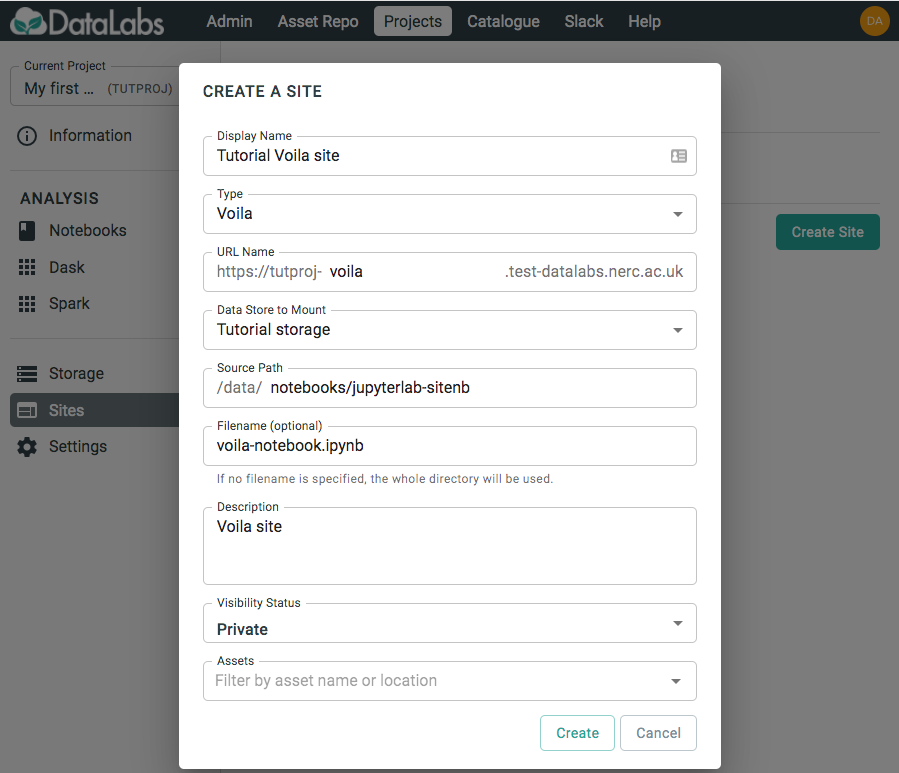 DataLabs Admin Asset Repo Projects Catalogue Slack Help DA
Current Project
My first ... (TUTPROJ)
Information
ANALYSIS
Notebooks
Dask
Spark
Storage
Sites
Settings
Create Site
CREATE A SITE
Display Name
Tutorial Voila site
Type
Voila
URL Name
https://tutproj- voila .test-datalabs.nerc.ac.uk
Data Store to Mount
Tutorial storage
Source Path
/data/ notebooks/jupyterlab-sitenb
Filename (optional)
voila-notebook.ipynb
If no filename is specified, the whole directory will be used.
Description
Voila site
Visibility Status
Private
Assets
Filter by asset name or location
Create Cancel